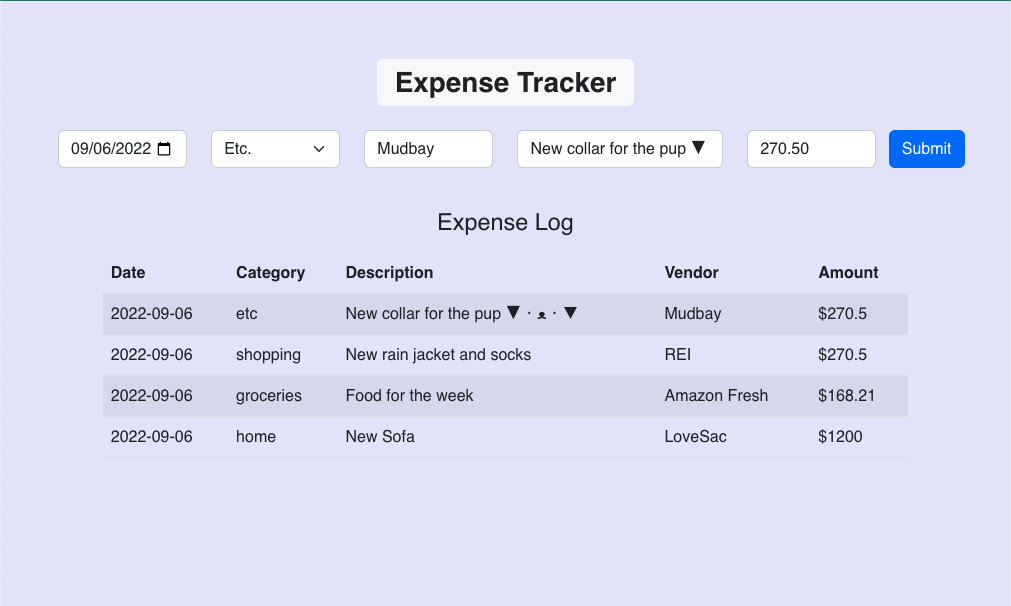 Expense Tracker
09/06/2022 Etc. Mudbay New collar for the pup ▼ 270.50 Submit
Expense Log
Date Category Description Vendor Amount
2022-09-06 etc New collar for the pup ▼・ᴥ・▼ Mudbay $270.5
2022-09-06 shopping New rain jacket and socks REI $270.5
2022-09-06 groceries Food for the week Amazon Fresh $168.21
2022-09-06 home New Sofa LoveSac $1200